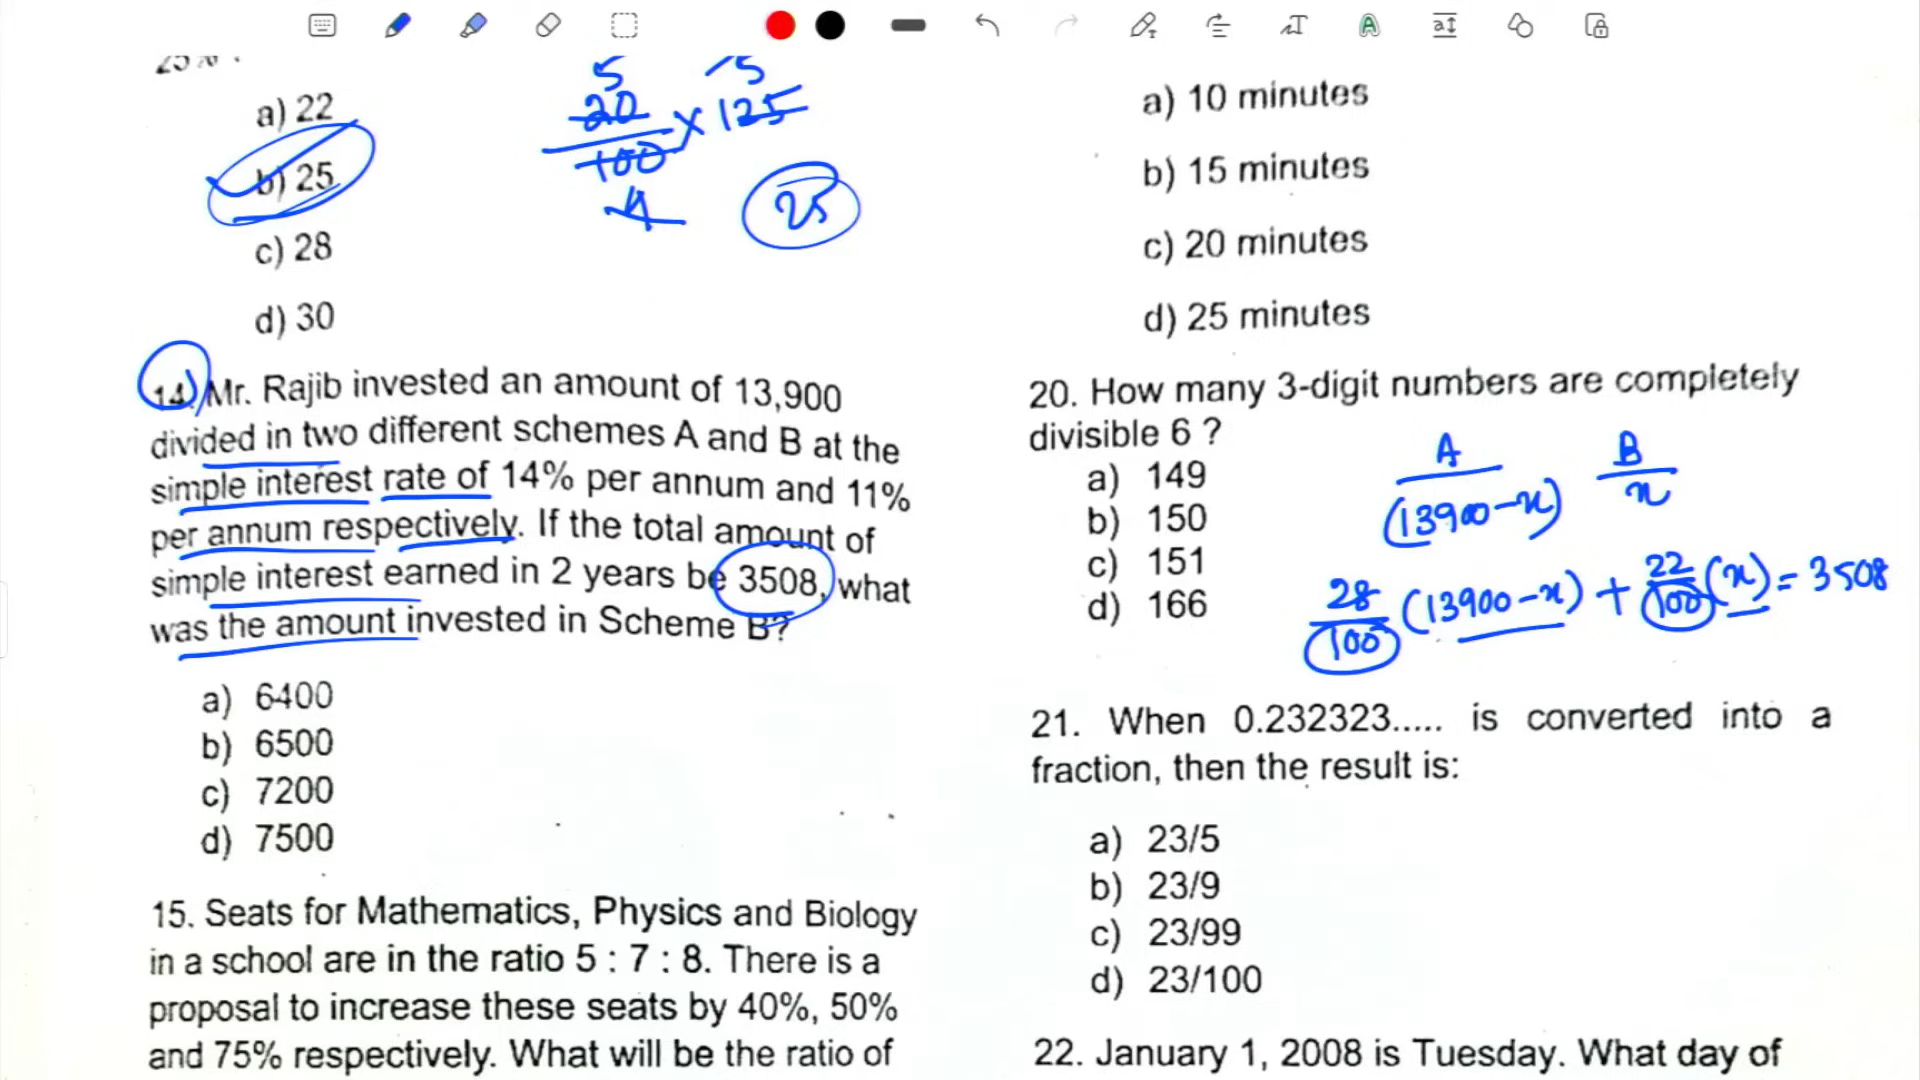 a) 22
b) 25
c) 28
d) 30
5
20
100
4
× 125
25
14. Mr. Rajib invested an amount of 13,900
divided in two different schemes A and B at the
simple interest rate of 14% per annum and 11%
per annum respectively. If the total amount of
simple interest earned in 2 years be 3508, what
was the amount invested in Scheme B?
a) 6400
b) 6500
c) 7200
d) 7500
15. Seats for Mathematics, Physics and Biology
in a school are in the ratio 5 : 7 : 8. There is a
proposal to increase these seats by 40%, 50%
and 75% respectively. What will be the ratio of
a) 10 minutes
b) 15 minutes
c) 20 minutes
d) 25 minutes
20. How many 3-digit numbers are completely
divisible 6 ?
a) 149
b) 150
c) 151
d) 166
A B
(13900-x) x
28/100 (13900-x) + 22/100 (x) = 3508
21. When 0.232323..... is converted into a
fraction, then the result is:
a) 23/5
b) 23/9
c) 23/99
d) 23/100
22. January 1, 2008 is Tuesday. What day of